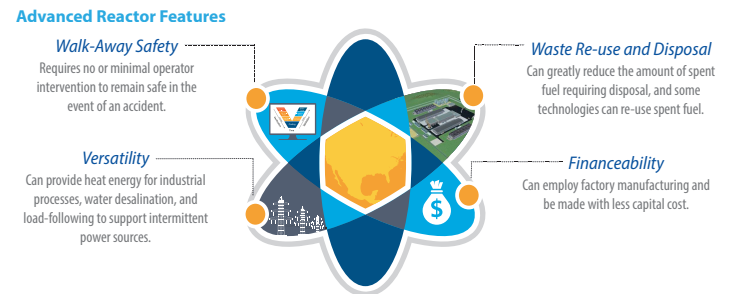 Advanced Reactor Features
Walk-Away Safety
Requires no or minimal operator
intervention to remain safe in the
event of an accident.
Waste Re-use and Disposal
Can greatly reduce the amount of spent
fuel requiring disposal, and some
technologies can re-use spent fuel.
Versatility
Can provide heat energy for industrial
processes, water desalination, and
load-following to support intermittent
power sources.
Financeability
Can employ factory manufacturing and
be made with less capital cost.
$